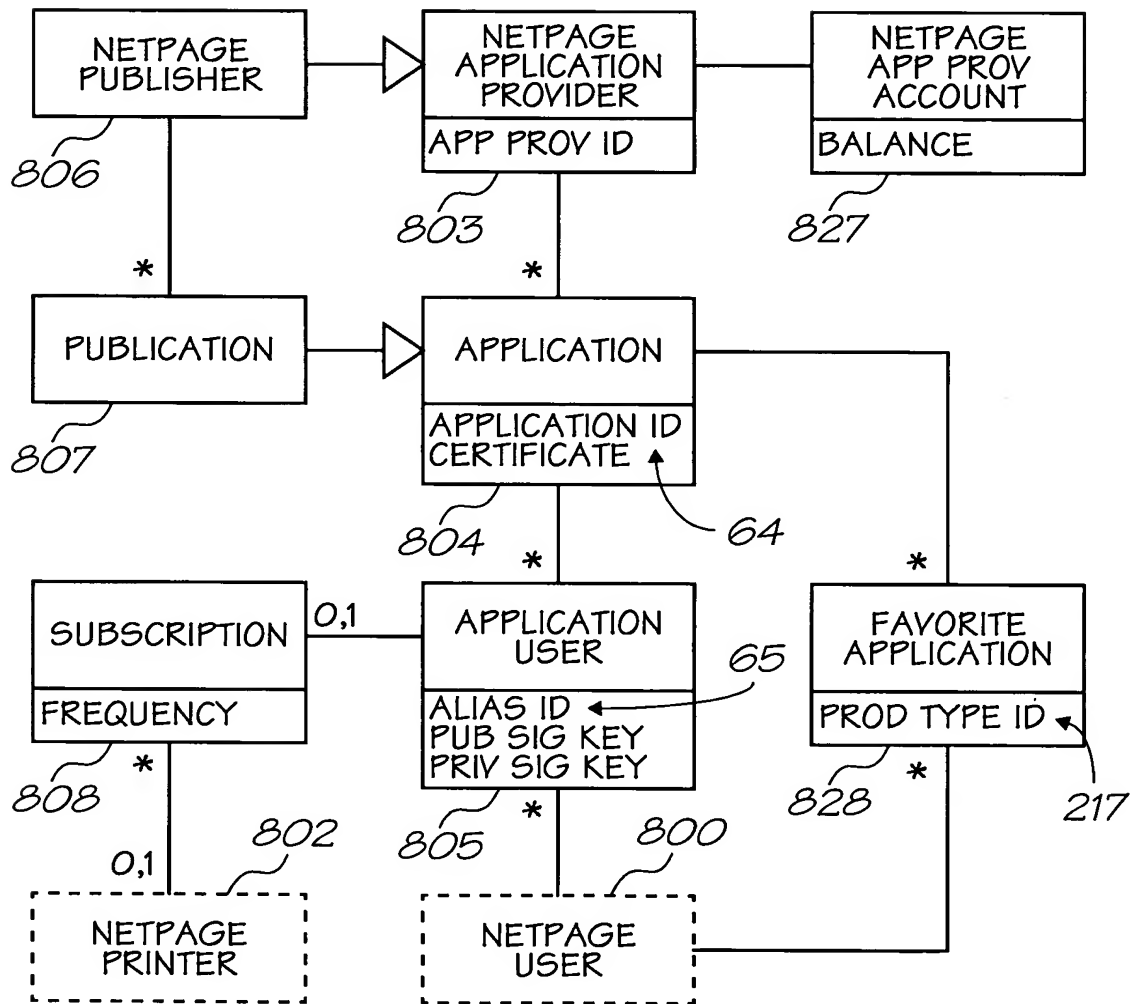 NETPAGE
PUBLISHER
806
NETPAGE
APPLICATION
PROVIDER
APP PROV ID
803
NETPAGE
APP PROV
ACCOUNT
BALANCE
827
*
*
PUBLICATION
807
APPLICATION
APPLICATION ID
CERTIFICATE
804
64
*
*
SUBSCRIPTION
FREQUENCY
808
0,1
APPLICATION
USER
ALIAS ID
PUB SIG KEY
PRIV SIG KEY
805
65
FAVORITE
APPLICATION
PROD TYPE ID
828
217
*
*
*
0,1
802
800
NETPAGE
PRINTER
NETPAGE
USER